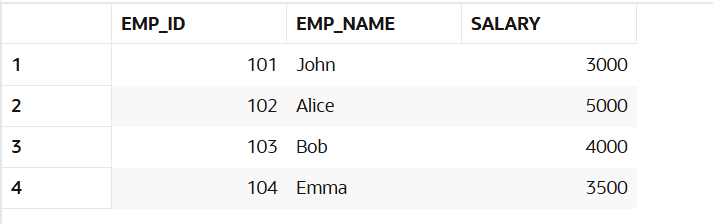 EMP_ID EMP_NAME SALARY
1 101 John 3000
2 102 Alice 5000
3 103 Bob 4000
4 104 Emma 3500